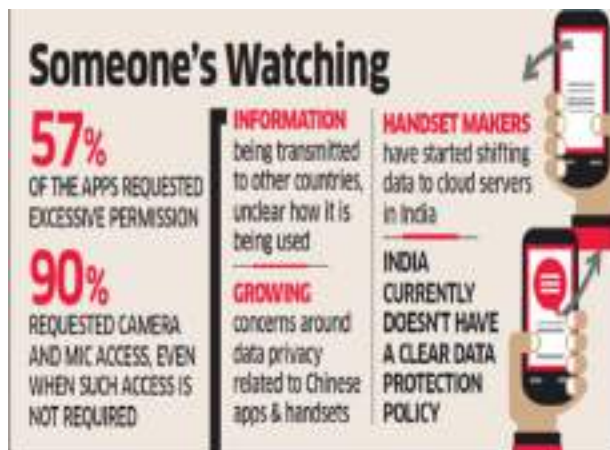 Someone's Watching
57%
OF THE APPS REQUESTED
EXCESSIVE PERMISSION
90%
REQUESTED CAMERA
AND MIC ACCESS, EVEN
WHEN SUCH ACCESS IS
NOT REQUIRED
INFORMATION
being transmitted
to other countries,
unclear how it is
being used
GROWING
concerns around
data privacy
related to Chinese
apps & handsets
HANDSET MAKERS
have started shifting
data to cloud servers
in India
INDIA
CURRENTLY
DOESN'T HAVE
A CLEAR DATA
PROTECTION
POLICY